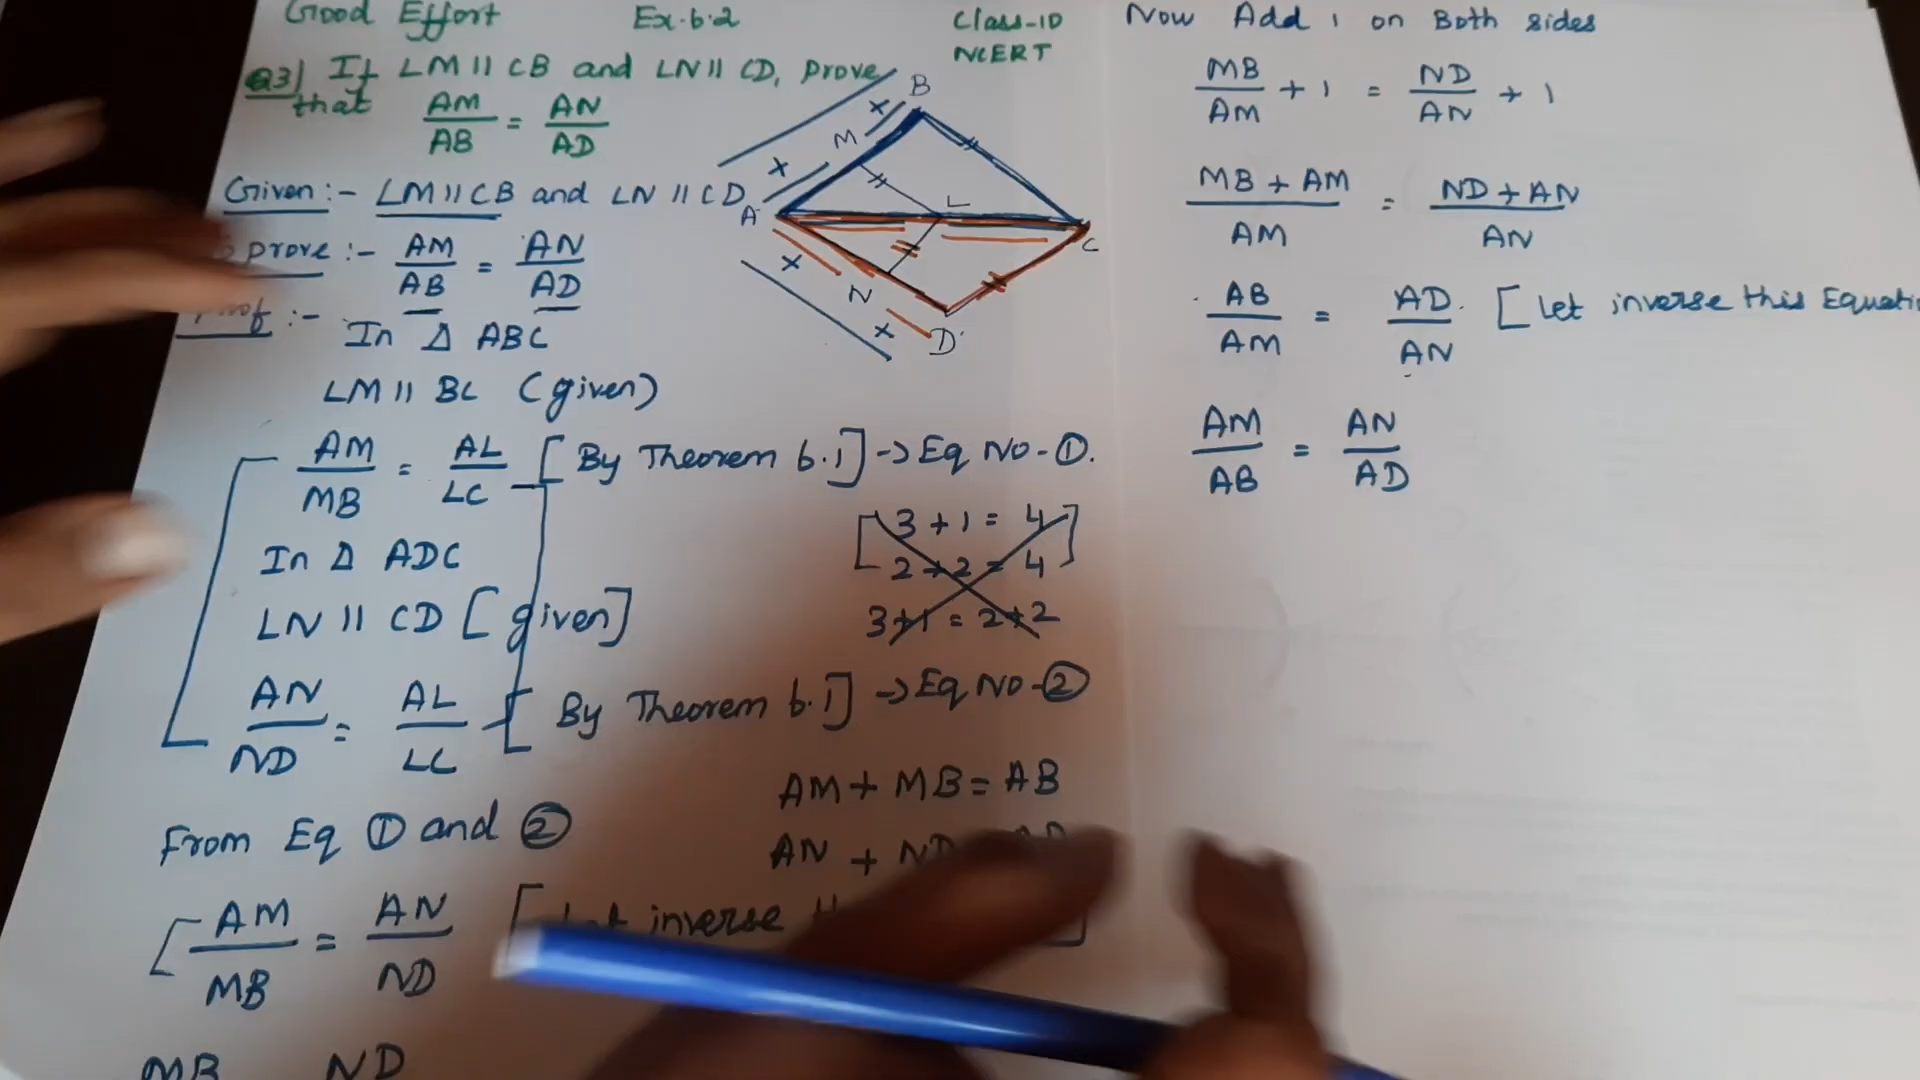 Good Effort Ex.6.2 Class-10
NCERT
Q3) If LM || CB and LN || CD, prove
that AM/AB = AN/AD
Given:- LM || CB and LN || CD
prove :- AM/AB = AN/AD
:-
In Δ ABC
LM || BC (given)
AM/MB = AL/LC [By Theorem 6.1] -> Eq No-①.
In Δ ADC
LN || CD [given]
AN/ND = AL/LC [By Theorem 6.1] -> Eq No-②
From Eq ① and ②
[AM/MB = AN/ND [Let inverse
MB ND
B
M
x
x
A
L
C
x
N
x
D
[3+1 = 4]
2+2 = 4
3+1 = 2+2
AM + MB = AB
AN + ND AD
Now Add 1 on Both sides
MB/AM + 1 = ND/AN + 1
MB + AM/AM = ND + AN/AN
AB/AM = AD/AN [Let inverse this Equati
AM/AB = AN/AD